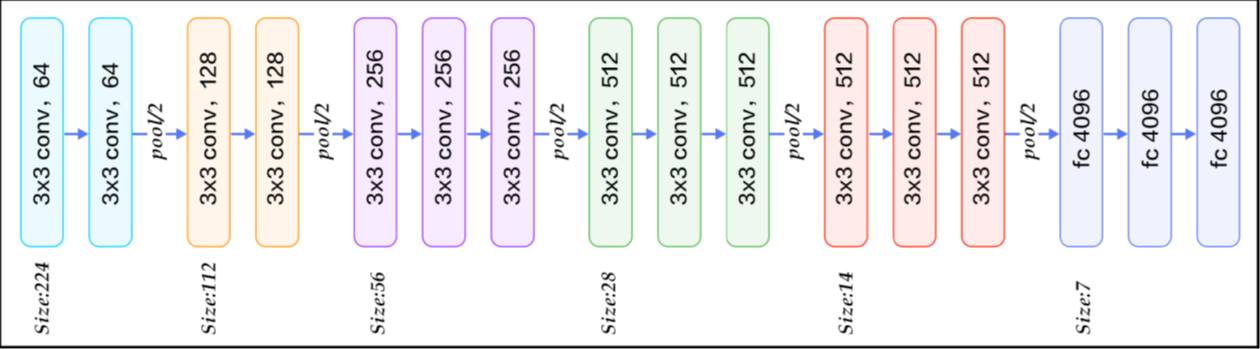 3x3 conv, 64
3x3 conv, 64
pool/2
3x3 conv, 128
3x3 conv, 128
pool/2
3x3 conv, 256
3x3 conv, 256
3x3 conv, 256
pool/2
3x3 conv, 512
3x3 conv, 512
3x3 conv, 512
pool/2
3x3 conv, 512
3x3 conv, 512
3x3 conv, 512
pool/2
fc 4096
fc 4096
fc 4096
Size:224
Size:112
Size:56
Size:28
Size:14
Size:7